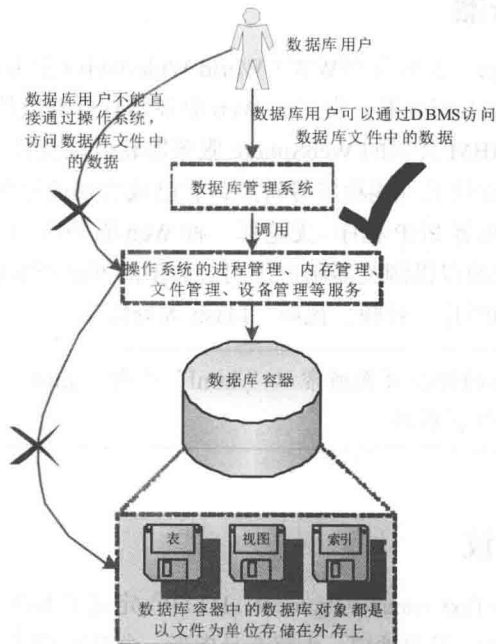 数据库用户
数据库用户不能直
接通过操作系统，
访问数据库文件中
的数据
数据库用户可以通过DBMS访问
数据库文件中的数据
数据库管理系统
调用
操作系统的进程管理、内存管理、
文件管理、设备管理等服务
数据库容器
表
视图
索引
数据库容器中的数据库对象都是
以文件为单位存储在外存上